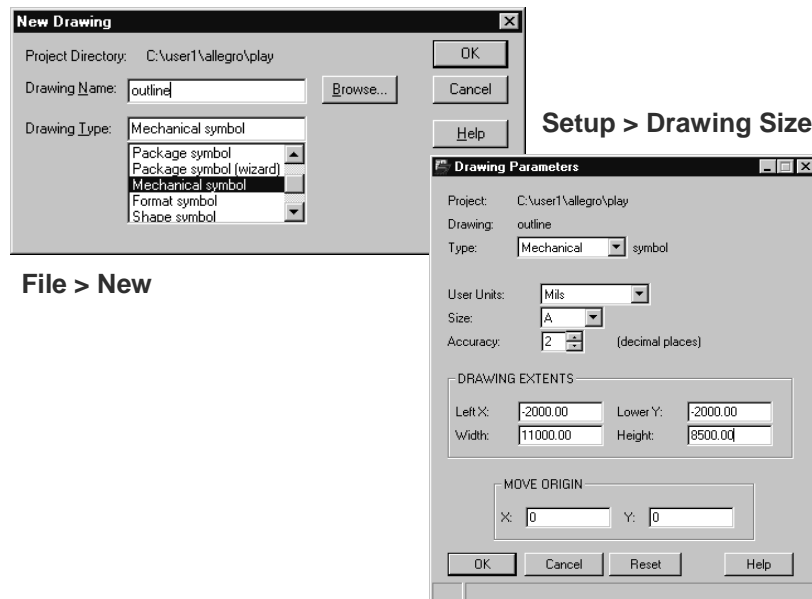 New Drawing
Project Directory: C:\user1\allegro\play
OK
Drawing Name: outline
Browse...
Cancel
Drawing Type: Mechanical symbol
Help
Package symbol
Package symbol (wizard)
Mechanical symbol
Format symbol
Shape symbol
File > New
Setup > Drawing Size
Drawing Parameters
Project: C:\user1\allegro\play
Drawing: outline
Type: Mechanical symbol
User Units: Mils
Size: A
Accuracy: 2 (decimal places)
DRAWING EXTENTS
Left X: -2000.00 Lower Y: -2000.00
Width: 11000.00 Height: 8500.00
MOVE ORIGIN
X: 0 Y: 0
OK Cancel Reset Help